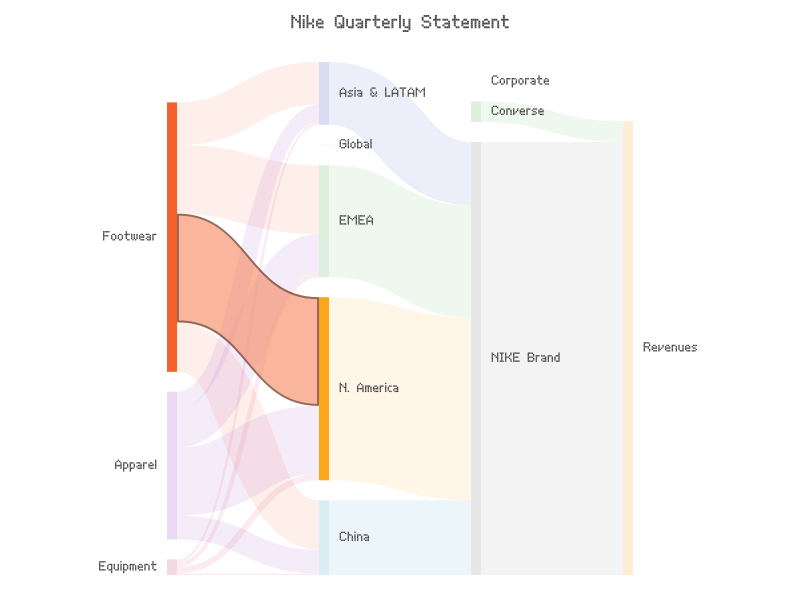 Nike Quarterly Statement
Corporate
Asia & LATAM
Converse
Global
EMEA
Footwear
Revenues
NIKE Brand
N. America
Apparel
China
Equipment